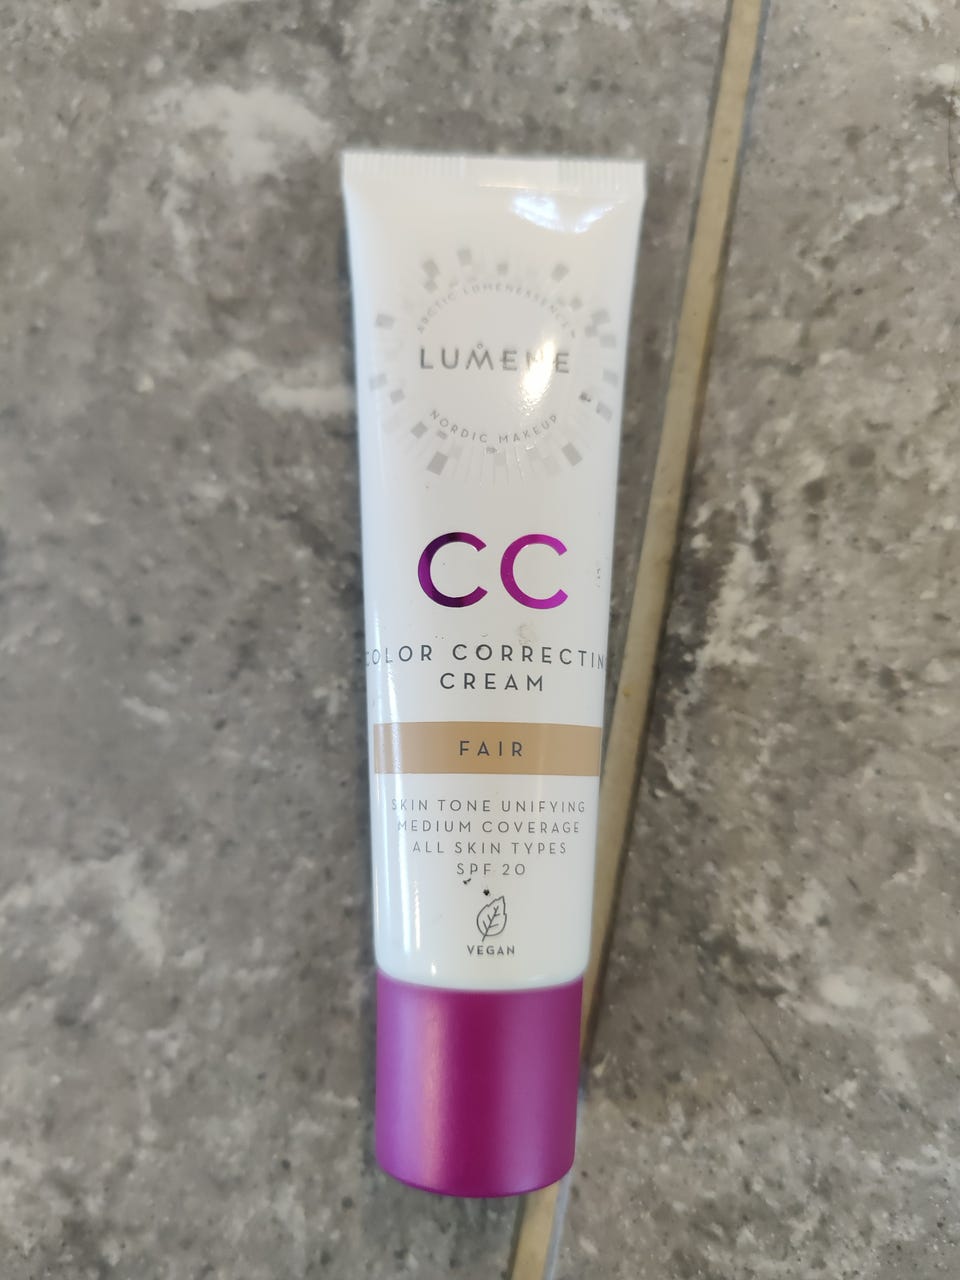 ARCTIC LUMENESSENCE
LUMENE
NORDIC MAKEUP
CC
COLOR CORRECTIN
CREAM
FAIR
SKIN TONE UNIFYING
MEDIUM COVERAGE
ALL SKIN TYPES
SPF 20
VEGAN